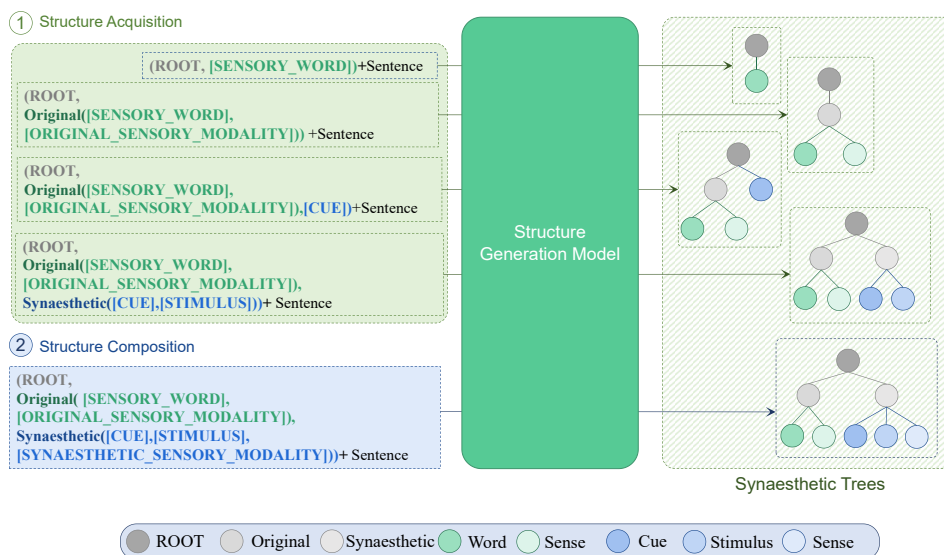 1 Structure Acquisition
(ROOT, [SENSORY_WORD])+Sentence
(ROOT,
Original([SENSORY_WORD],
[ORIGINAL_SENSORY_MODALITY])) +Sentence
(ROOT,
Original([SENSORY_WORD],
[ORIGINAL_SENSORY_MODALITY]),[CUE])+Sentence
(ROOT,
Original([SENSORY_WORD],
[ORIGINAL_SENSORY_MODALITY]),
Synaesthetic([CUE],[STIMULUS]))+ Sentence
2 Structure Composition
(ROOT,
Original( [SENSORY_WORD],
[ORIGINAL_SENSORY_MODALITY]),
Synaesthetic([CUE],[STIMULUS],
[SYNAESTHETIC_SENSORY_MODALITY]))+ Sentence
Structure
Generation Model
Synaesthetic Trees
ROOT Original Synaesthetic Word Sense Cue Stimulus Sense